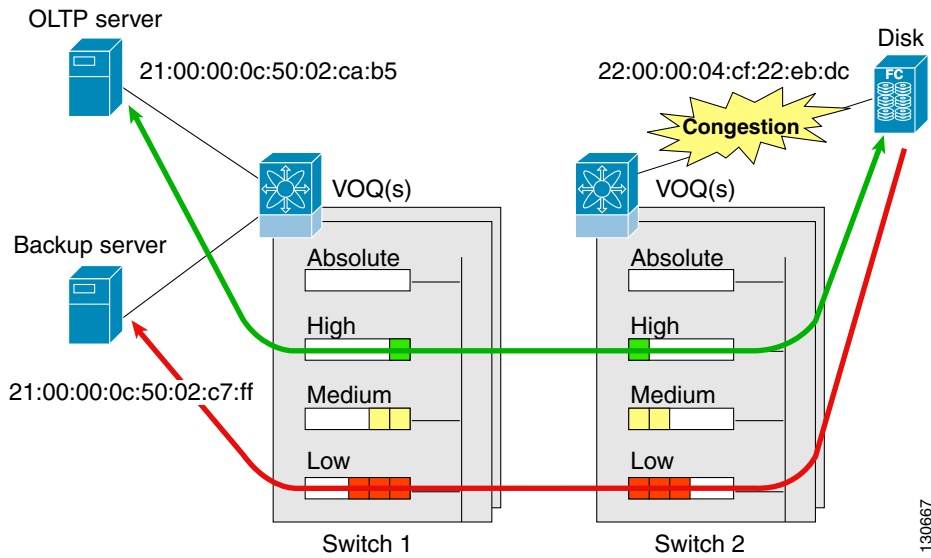 OLTP server
21:00:00:0c:50:02:ca:b5
22:00:00:04:cf:22:eb:dc
Disk
FC
Congestion
VOQ(s)
VOQ(s)
Backup server
21:00:00:0c:50:02:c7:ff
Absolute
High
Medium
Low
Absolute
High
Medium
Low
Switch 1
Switch 2
130667